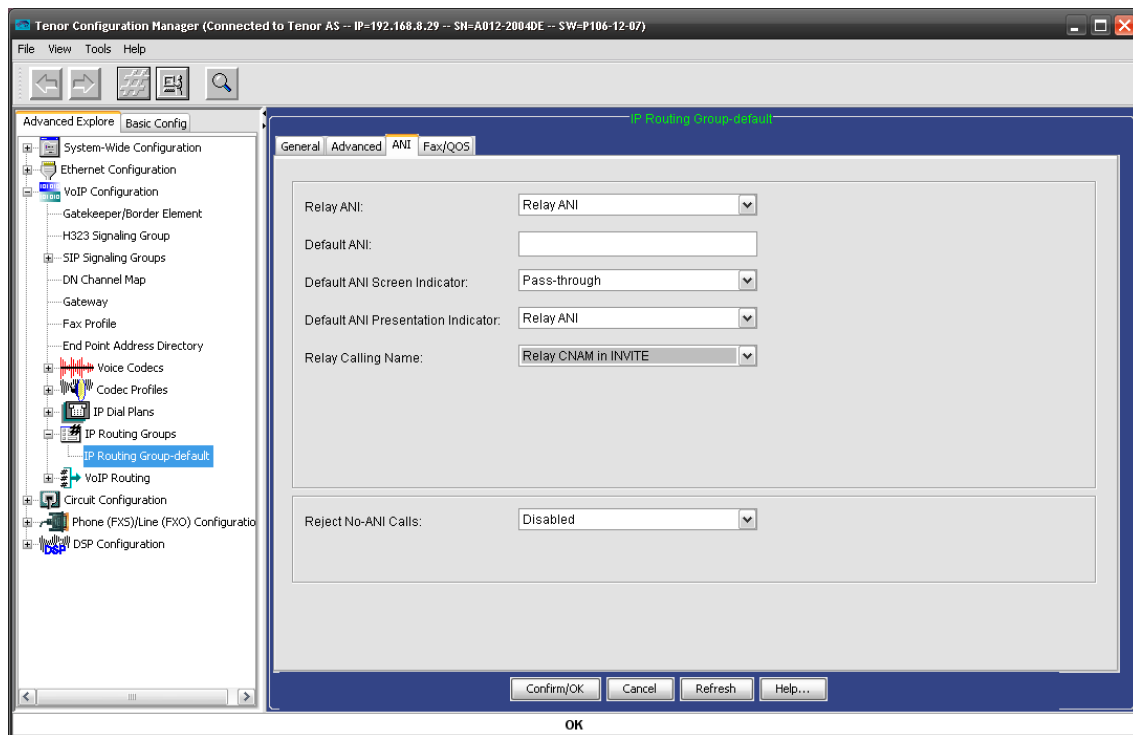 Tenor Configuration Manager (Connected to Tenor AS -- IP=192.168.8.29 -- SN=A012-2004DE -- SW=P106-12-07)
File View Tools Help
Advanced Explore Basic Config
System-Wide Configuration
Ethernet Configuration
VoIP Configuration
Gatekeeper/Border Element
H323 Signaling Group
SIP Signaling Groups
DN Channel Map
Gateway
Fax Profile
End Point Address Directory
Voice Codecs
Codec Profiles
IP Dial Plans
IP Routing Groups
IP Routing Group-default
VoIP Routing
Circuit Configuration
Phone (FXS)/Line (FXO) Configuratio
DSP
DSP Configuration
IP Routing Group-default
General Advanced ANI Fax/QOS
Relay ANI: Relay ANI
Default ANI:
Default ANI Screen Indicator: Pass-through
Default ANI Presentation Indicator: Relay ANI
Relay Calling Name: Relay CNAM in INVITE
Reject No-ANI Calls: Disabled
Confirm/OK Cancel Refresh Help...
OK